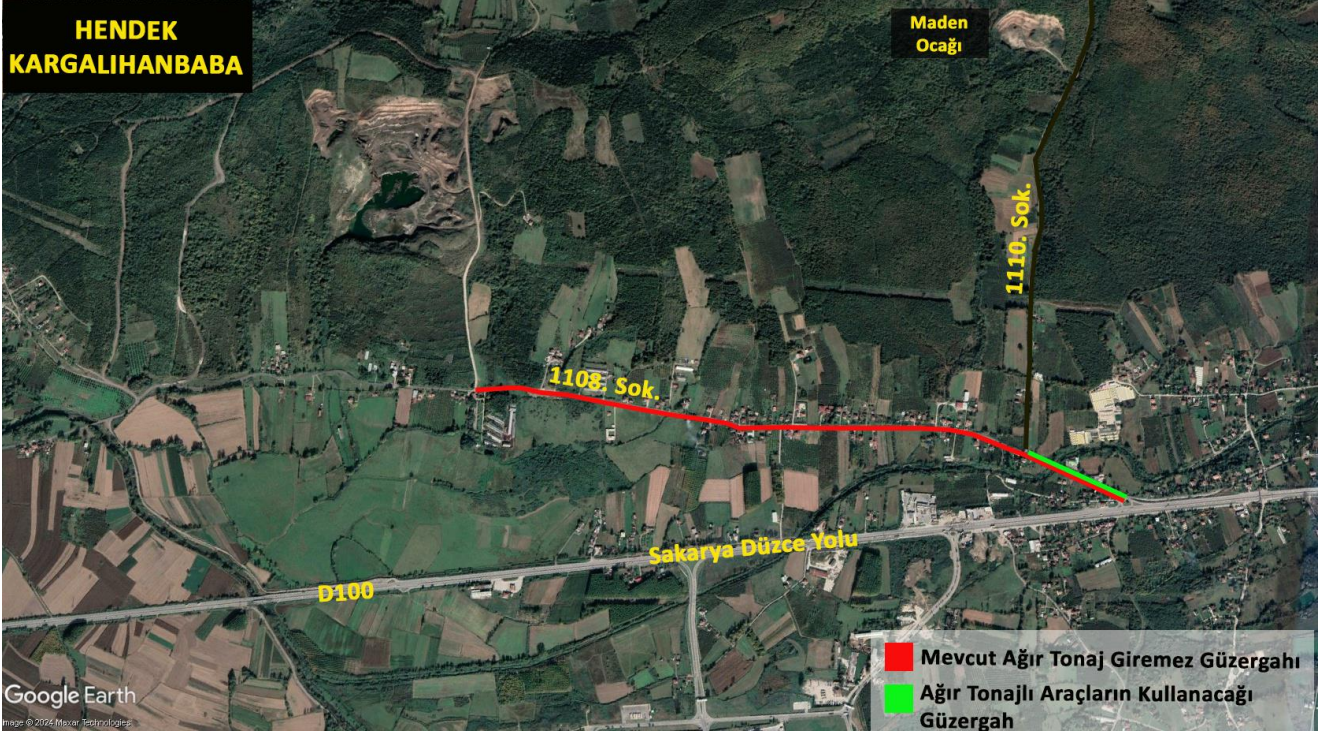 HENDEK
KARGALIHANBABA
Maden
Ocağı
1110. Sok.
1108. Sok.
Sakarya Düzce Yolu
D100
Mevcut Ağır Tonaj Giremez Güzergahı
Ağır Tonajlı Araçların Kullanacağı
Güzergah
Google Earth
Image © 2024 Maxar Technologies